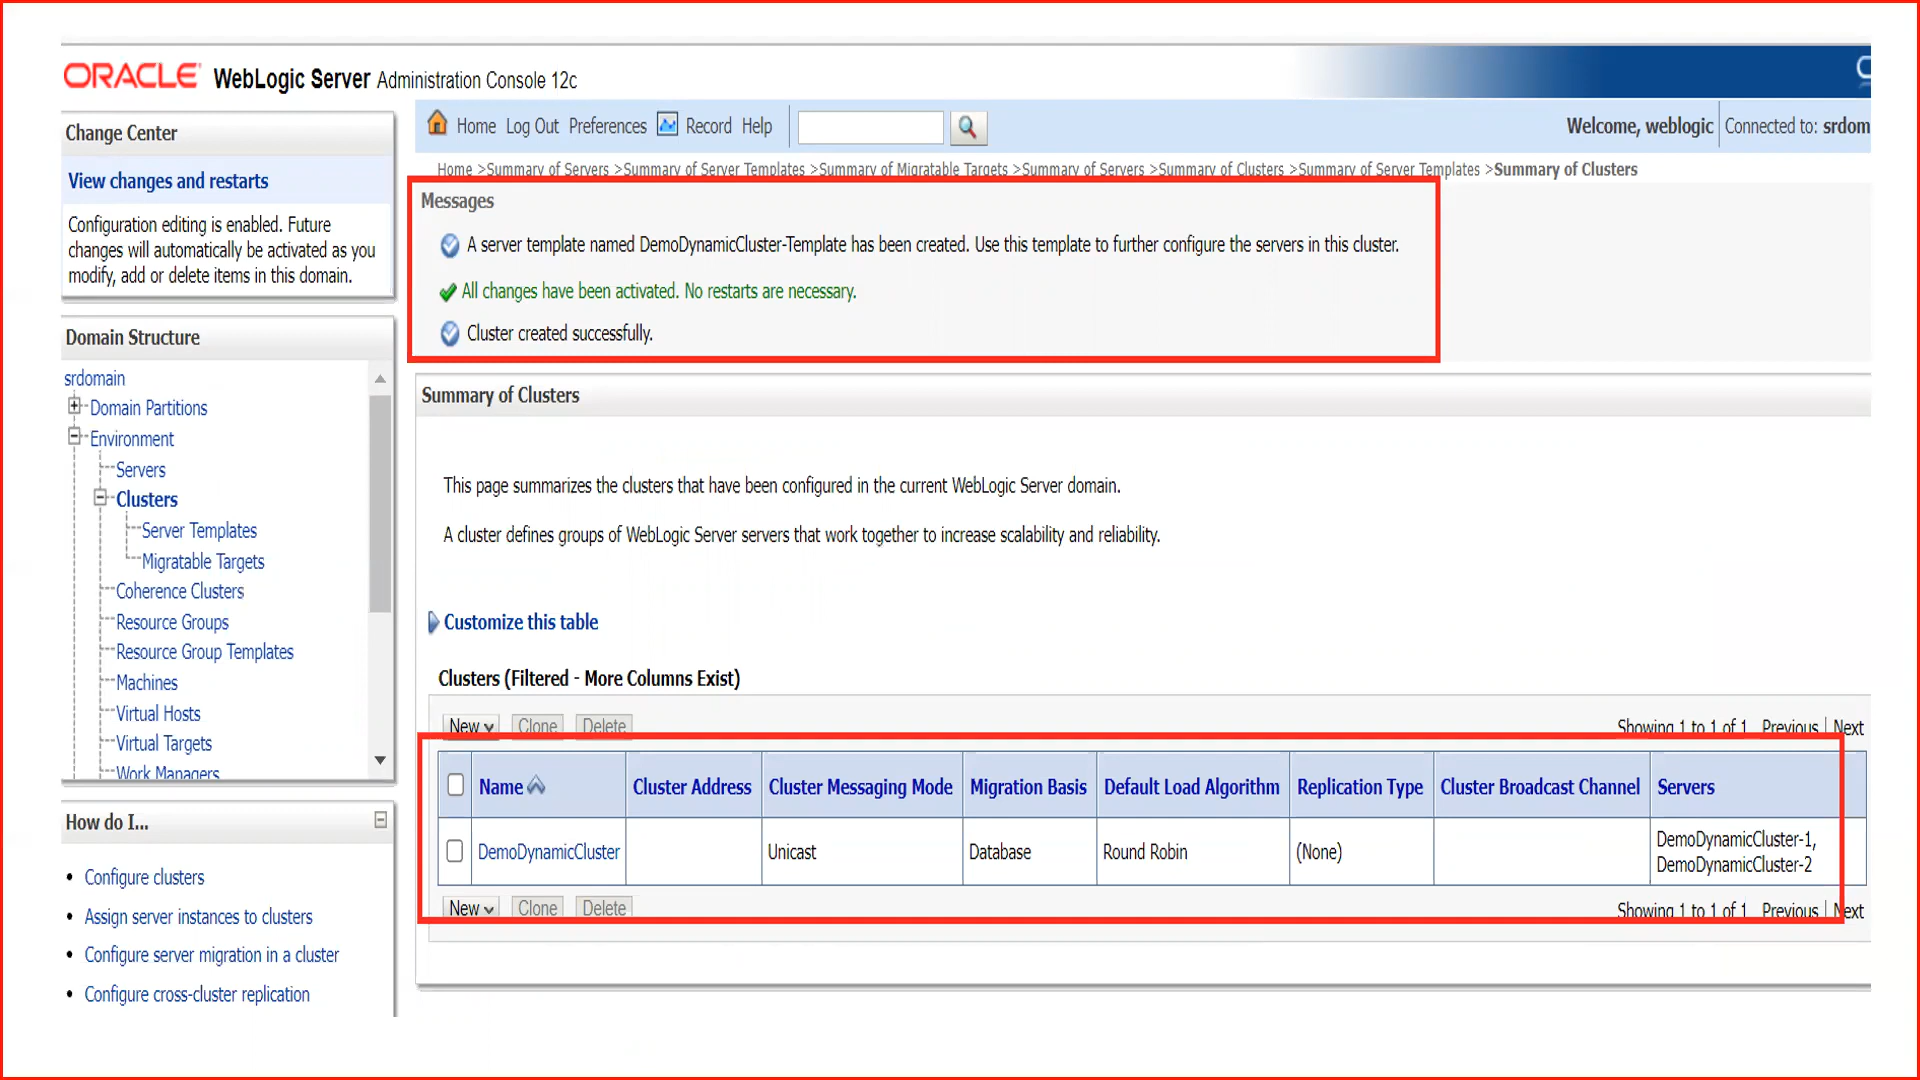 ORACLE WebLogic Server Administration Console 12c
Change Center
View changes and restarts
Configuration editing is enabled. Future
changes will automatically be activated as you
modify, add or delete items in this domain.
Domain Structure
srdomain
Domain Partitions
Environment
Servers
Clusters
Server Templates
Migratable Targets
Coherence Clusters
Resource Groups
Resource Group Templates
Machines
Virtual Hosts
Virtual Targets
Work Managers
How do I...
• Configure clusters
• Assign server instances to clusters
• Configure server migration in a cluster
• Configure cross-cluster replication
Home Log Out Preferences Record Help
Welcome, weblogic Connected to: srdom
Home >Summary of Servers >Summary of Server Templates >Summary of Migratable Targets >Summary of Servers >Summary of Clusters >Summary of Server Templates >Summary of Clusters
Messages
A server template named DemoDynamicCluster-Template has been created. Use this template to further configure the servers in this cluster.
All changes have been activated. No restarts are necessary.
Cluster created successfully.
Summary of Clusters
This page summarizes the clusters that have been configured in the current WebLogic Server domain.
A cluster defines groups of WebLogic Server servers that work together to increase scalability and reliability.
Customize this table
Clusters (Filtered - More Columns Exist)
New Clone Delete Showing 1 to 1 of 1 Previous | Next
Name Cluster Address Cluster Messaging Mode Migration Basis Default Load Algorithm Replication Type Cluster Broadcast Channel Servers
DemoDynamicCluster Unicast Database Round Robin (None) DemoDynamicCluster-1,
DemoDynamicCluster-2
New Clone Delete Showing 1 to 1 of 1 Previous | Next